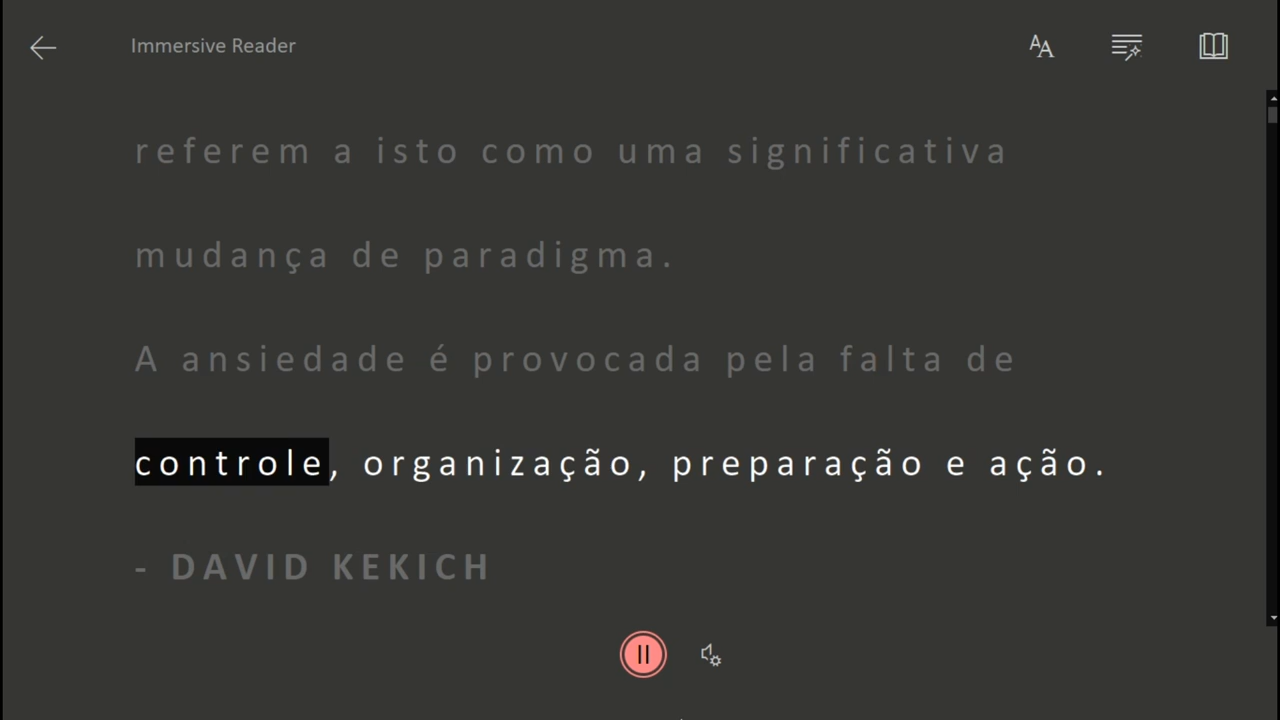 Immersive Reader
referem a isto como uma significativa
mudança de paradigma.
A ansiedade é provocada pela falta de
controle, organização, preparação e ação.
- DAVID KEKICH